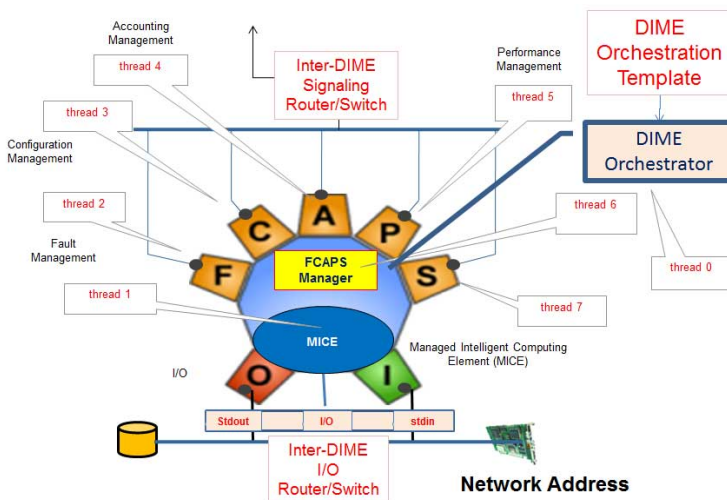 Accounting
Management
thread 4
Inter-DIME
Signaling
Router/Switch
Performance
Management
thread 5
DIME
Orchestration
Template
thread 3
Configuration
Management
DIME
Orchestrator
thread 2
C
A
P
thread 6
Fault
Management
F
FCAPS
Manager
S
thread 0
thread 1
thread 7
MICE
Managed Intelligent Computing
Element (MICE)
I/O
O
I
Stdout
I/O
stdin
Inter-DIME
I/O
Router/Switch
Network Address